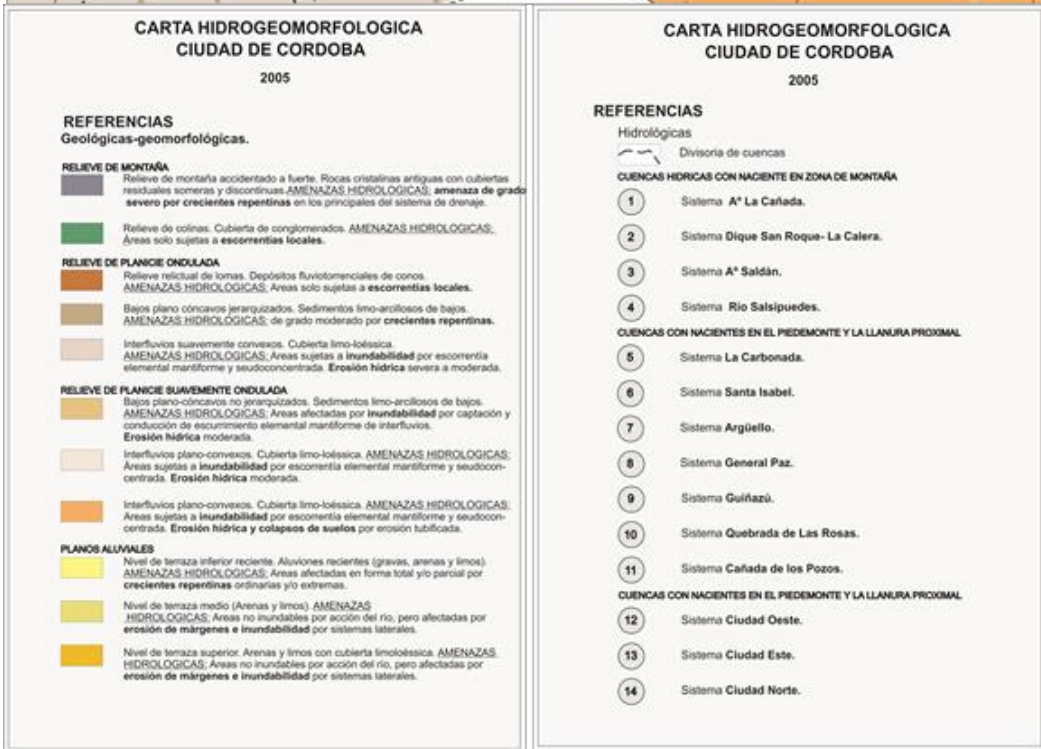 CARTA HIDROGEOMORFOLOGICA
CIUDAD DE CORDOBA
2005
REFERENCIAS
Geológicas-geomorfológicas.
RELIEVE DE MONTAÑA
Relieve de montaña accidentado a fuerte. Rocas cristalinas antiguas con cubiertas
residuales someras y discontinuas.AMENAZAS HIDROLOGICAS: amenaza de grado
severo por crecientes repentinas en los principales del sistema de drenaje.
Relieve de colinas. Cubierta de conglomerados. AMENAZAS HIDROLOGICAS:
Áreas solo sujetas a escorrentías locales.
RELIEVE DE PLANICIE ONDULADA
Relieve relictual de lomas. Depósitos fluviotorrenciales de conos.
AMENAZAS HIDROLOGICAS: Areas solo sujetas a escorrentías locales.
Bajos plano cóncavos jerarquizados. Sedimentos limo-arcillosos de bajos.
AMENAZAS HIDROLOGICAS: de grado moderado por crecientes repentinas.
Interfluvios suavemente convexos. Cubierta limo-loéssica.
AMENAZAS HIDROLOGICAS: Areas sujetas a inundabilidad por escorrentía
elemental mantiforme y seudoconcentrada. Erosión hídrica severa a moderada.
RELIEVE DE PLANICIE SUAVEMENTE ONDULADA
Bajos plano-cóncavos no jerarquizados. Sedimentos limo-arcillosos de bajos.
AMENAZAS HIDROLOGICAS: Areas afectadas por inundabilidad por captación y
conducción de escurrimiento elemental mantiforme de interfluvios.
Erosión hídrica moderada.
Interfluvios plano-convexos. Cubierta limo-loéssica. AMENAZAS HIDROLOGICAS:
Áreas sujetas a inundabilidad por escorrentía elemental mantiforme y seudocon-
centrada. Erosión hídrica moderada.
Interfluvios plano-convexos. Cubierta limo-loéssica. AMENAZAS HIDROLOGICAS:
Areas sujetas a inundabilidad por escorrentía elemental mantiforme y seudocon-
centrada. Erosión hídrica y colapsos de suelos por erosión tubificada.
PLANOS ALUVIALES
Nivel de terraza inferior reciente. Aluviones recientes (gravas, arenas y limos).
AMENAZAS HIDROLOGICAS: Areas afectadas en forma total y/o parcial por
crecientes repentinas ordinarias y/o extremas.
Nivel de terraza medio (Arenas y limos). AMENAZAS
HIDROLOGICAS: Areas no inundables por acción del río, pero afectadas por
erosión de márgenes e inundabilidad por sistemas laterales.
Nivel de terraza superior. Arenas y limos con cubierta limoloéssica. AMENAZAS
HIDROLOGICAS: Áreas no inundables por acción del río, pero afectadas por
erosión de márgenes e inundabilidad por sistemas laterales.
CARTA HIDROGEOMORFOLOGICA
CIUDAD DE CORDOBA
2005
REFERENCIAS
Hidrológicas
Divisoria de cuencas
CUENCAS HIDRICAS CON NACIENTE EN ZONA DE MONTAÑA
1 Sistema Aº La Cañada.
2 Sistema Dique San Roque- La Calera.
3 Sistema Aº Saldán.
4 Sistema Rio Salsipuedes.
CUENCAS CON NACIENTES EN EL PIEDEMONTE Y LA LLANURA PROXIMAL
5 Sistema La Carbonada.
6 Sistema Santa Isabel.
7 Sistema Argüello.
8 Sistema General Paz.
9 Sistema Guiñazú.
10 Sistema Quebrada de Las Rosas.
11 Sistema Cañada de los Pozos.
CUENCAS CON NACIENTES EN EL PIEDEMONTE Y LA LLANURA PROXIMAL
12 Sistema Ciudad Oeste.
13 Sistema Ciudad Este.
14 Sistema Ciudad Norte.